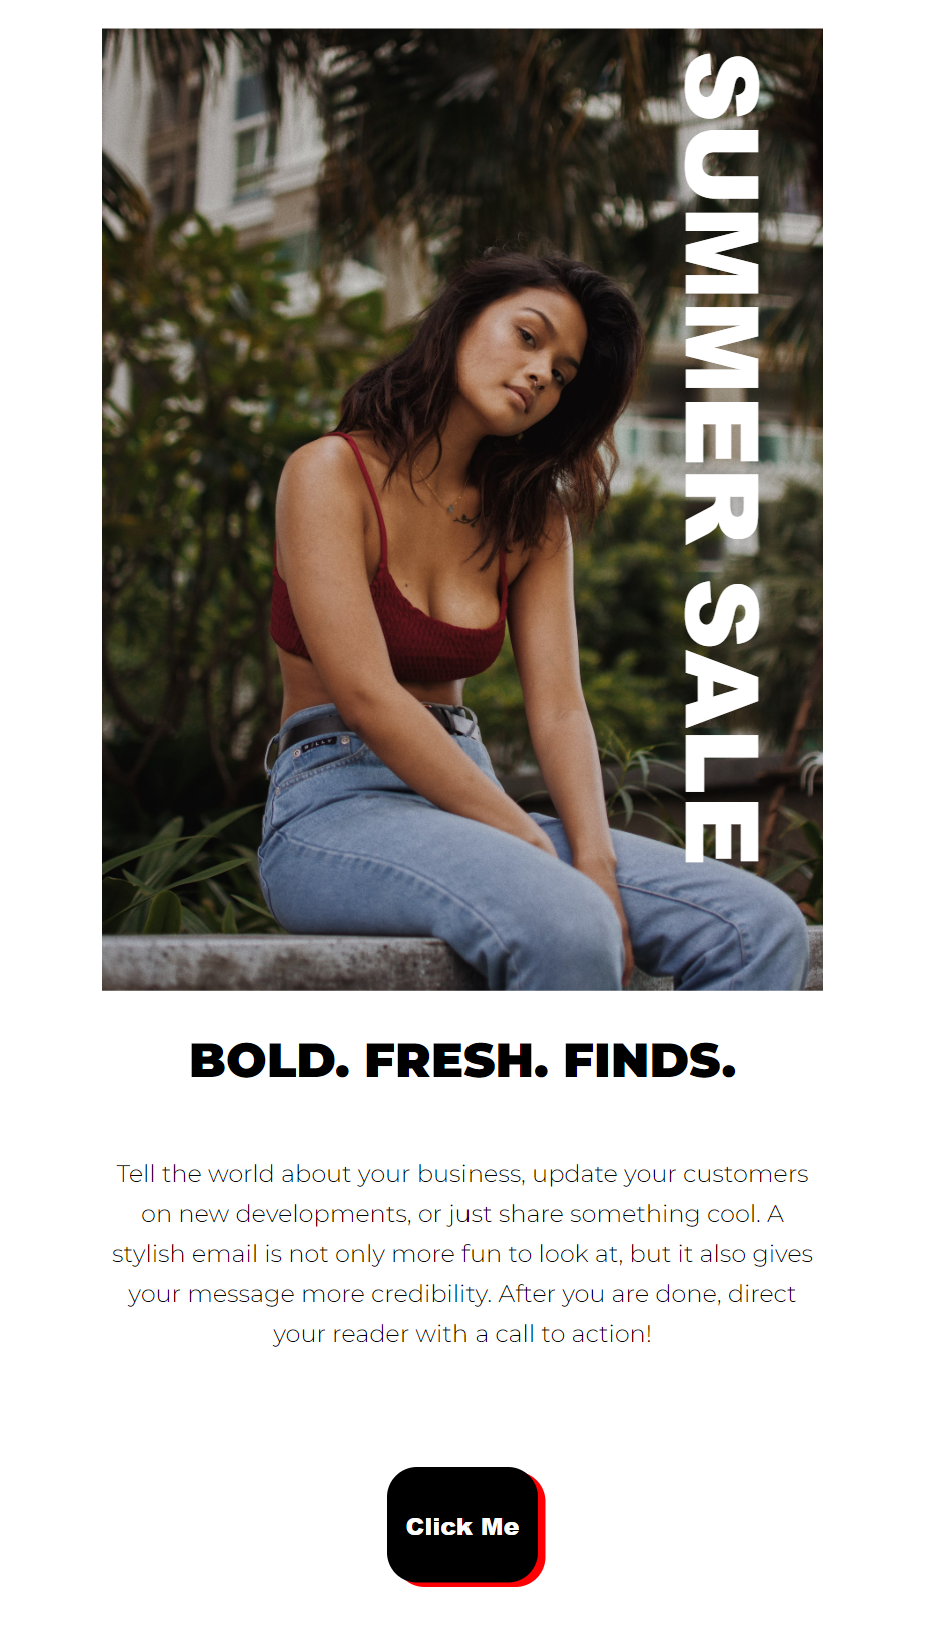 SUMMER SALE
BILLY
BOLD. FRESH. FINDS.
Tell the world about your business, update your customers
on new developments, or just share something cool. A
stylish email is not only more fun to look at, but it also gives
your message more credibility. After you are done, direct
your reader with a call to action!
Click Me